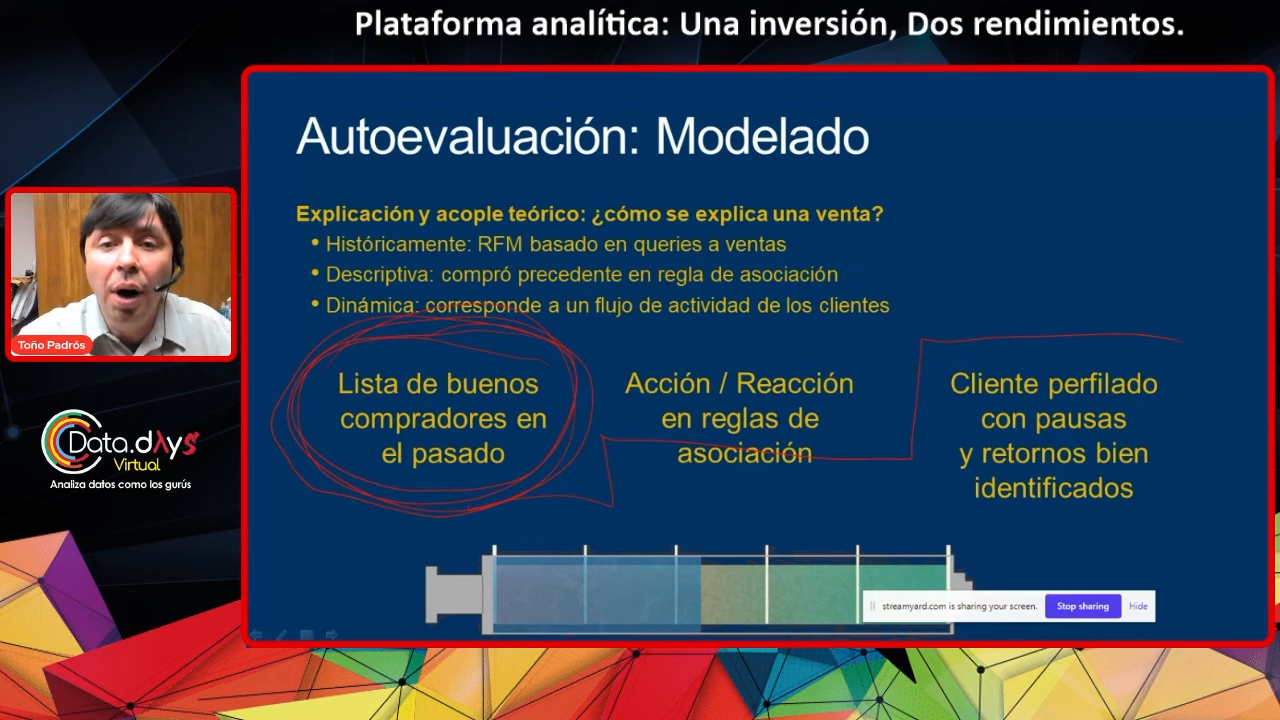 Plataforma analítica: Una inversión, Dos rendimientos.
Autoevaluación: Modelado
Explicación y acople teórico: ¿cómo se explica una venta?
• Históricamente: RFM basado en queries a ventas
• Descriptiva: compró precedente en regla de asociación
• Dinámica: corresponde a un flujo de actividad de los clientes
Lista de buenos
compradores en
el pasado
Acción / Reacción
en reglas de
asociación
Cliente perfilado
con pausas
y retornos bien
identificados
Toño Padrós
Data.dAys
Virtual
Analiza datos como los gurús
streamyard.com is sharing your screen.
Stop sharing
Hide